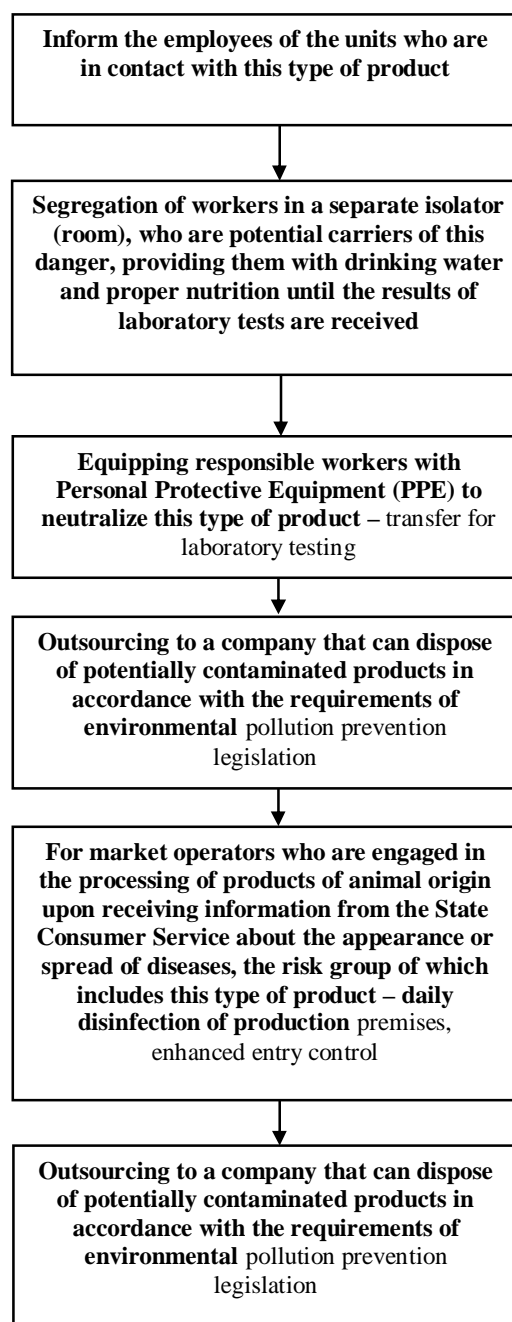 Inform the employees of the units who are
in contact with this type of product
Segregation of workers in a separate isolator
(room), who are potential carriers of this
danger, providing them with drinking water
and proper nutrition until the results of
laboratory tests are received
Equipping responsible workers with
Personal Protective Equipment (PPE) to
neutralize this type of product – transfer for
laboratory testing
Outsourcing to a company that can dispose
of potentially contaminated products in
accordance with the requirements of
environmental pollution prevention
legislation
For market operators who are engaged in
the processing of products of animal origin
upon receiving information from the State
Consumer Service about the appearance or
spread of diseases, the risk group of which
includes this type of product – daily
disinfection of production premises,
enhanced entry control
Outsourcing to a company that can dispose
of potentially contaminated products in
accordance with the requirements of
environmental pollution prevention
legislation